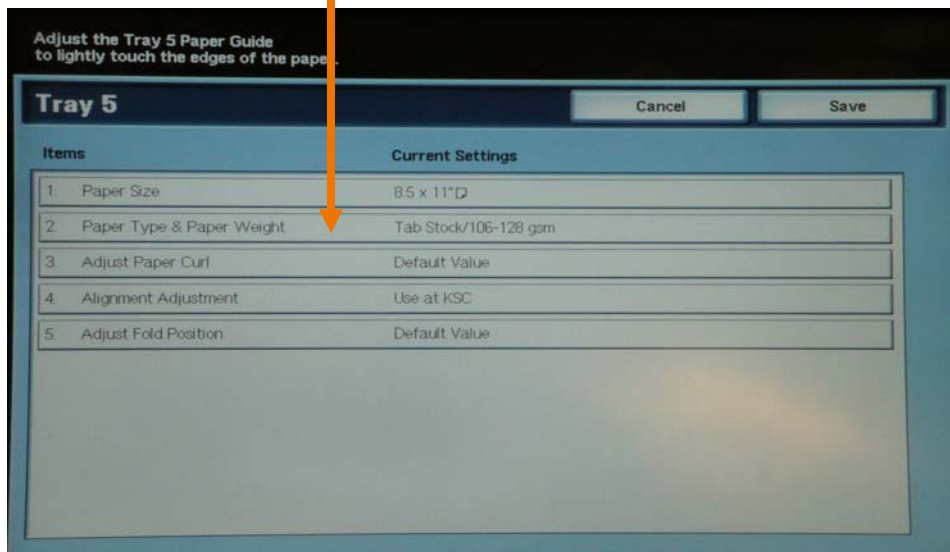 Adjust the Tray 5 Paper Guide
to lightly touch the edges of the paper.
Tray 5 Cancel Save
Items Current Settings
1. Paper Size 8.5 x 11"
2. Paper Type & Paper Weight Tab Stock/106-128 gsm
3. Adjust Paper Curl Default Value
4. Alignment Adjustment Use at KSC
5. Adjust Fold Position Default Value